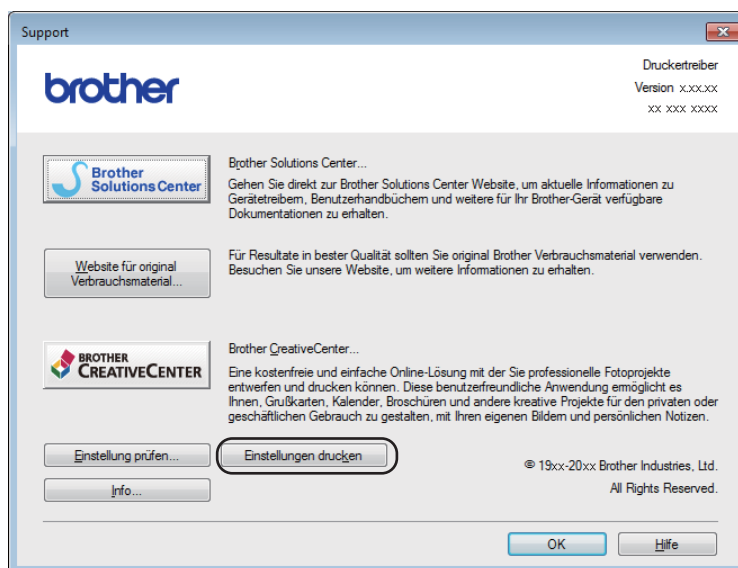 Support
brother
Druckertreiber
Version x.xx.xx
xx xxx xxxx
Brother
Solutions Center
Brother Solutions Center...
Gehen Sie direkt zur Brother Solutions Center Website, um aktuelle Informationen zu
Gerätetreibern, Benutzerhandbüchern und weitere für Ihr Brother-Gerät verfügbare
Dokumentationen zu erhalten.
Website für original
Verbrauchsmaterial...
Für Resultate in bester Qualität sollten Sie original Brother Verbrauchsmaterial verwenden.
Besuchen Sie unsere Website, um weitere Informationen zu erhalten.
BROTHER
CREATIVECENTER
Brother CreativeCenter...
Eine kostenfreie und einfache Online-Lösung mit der Sie professionelle Fotoprojekte
entwerfen und drucken können. Diese benutzerfreundliche Anwendung ermöglicht es
Ihnen, Grußkarten, Kalender, Broschüren und andere kreative Projekte für den privaten oder
geschäftlichen Gebrauch zu gestalten, mit Ihren eigenen Bildern und persönlichen Notizen.
Einstellung prüfen...
Einstellungen drucken
© 19xx-20xx Brother Industries, Ltd.
Info...
All Rights Reserved.
OK
Hilfe